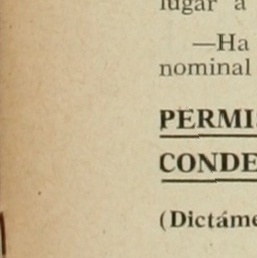 lugar a
—Ha
nominal
PERMI
CONDE
(Dictáme